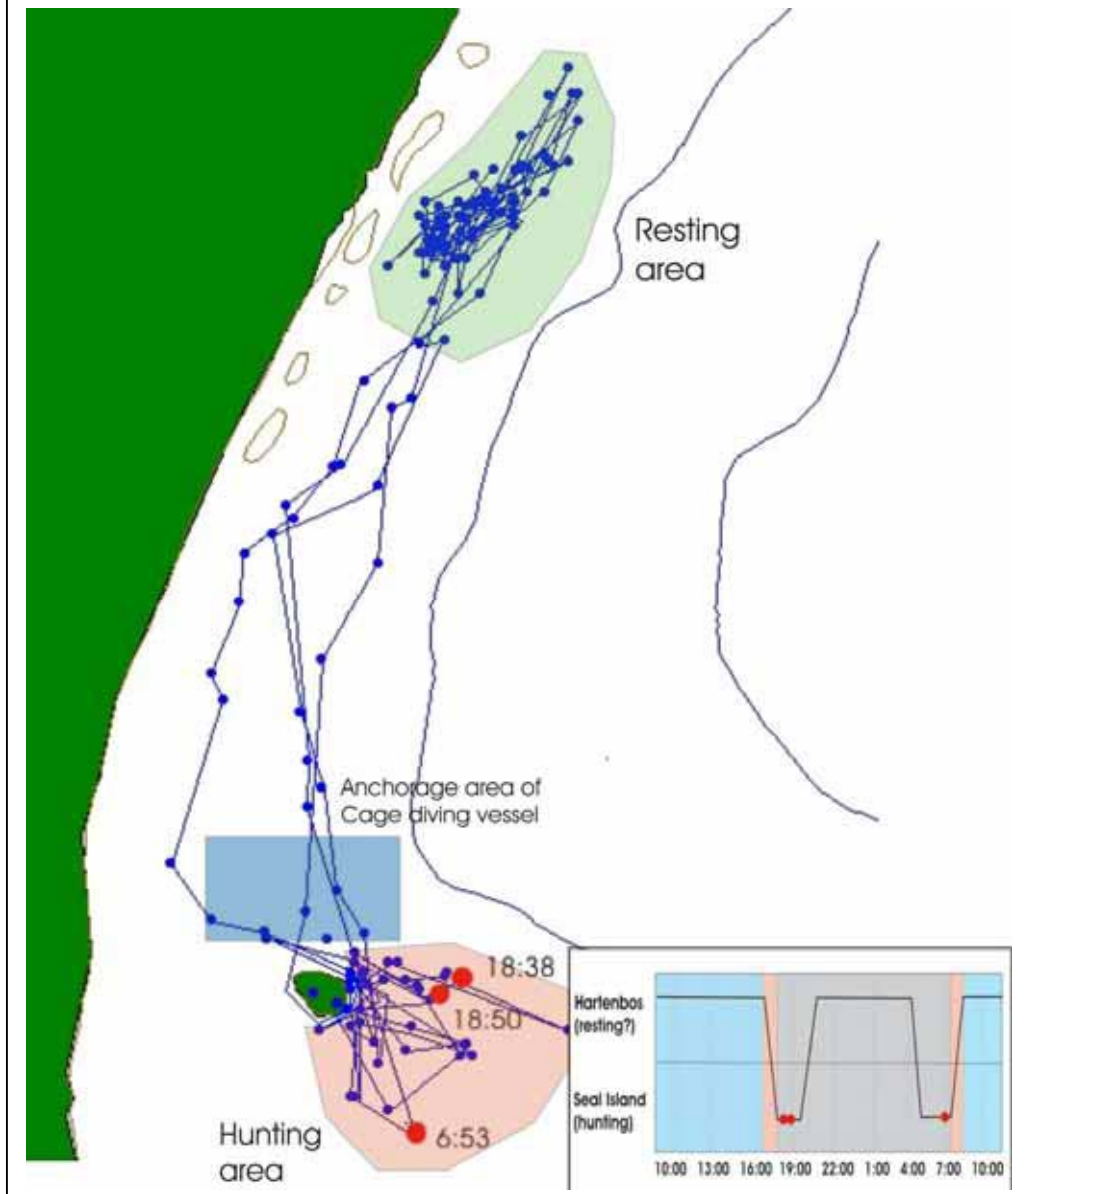 Resting
area
Anchorage area of
Cage diving vessel
18:38
18:50
6:53
Hunting
area
Hartenbos
(resting?)
Seal Island
(hunting)
10:00 13:00 16:00 19:00 22:00 1:00 4:00 7:00 10:00